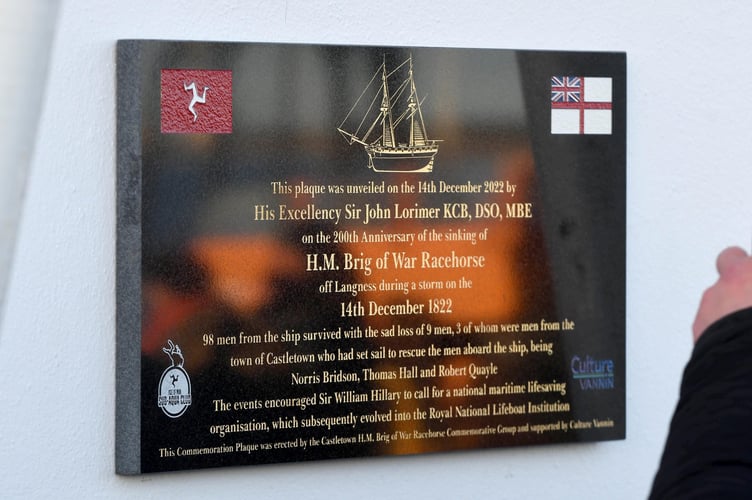 This plaque was unveiled on the 14th December 2022 by
His Excellency Sir John Lorimer KCB, DSO, MBE
on the 200th Anniversary of the sinking of
H.M. Brig of War Racehorse
off Langness during a storm on the
14th December 1822
98 men from the ship survived with the sad loss of 9 men, 3 of whom were men from the
town of Castletown who had set sail to rescue the men aboard the ship, being
Norris Bridson, Thomas Hall and Robert Quayle
The events encouraged Sir William Hillary to call for a national maritime lifesaving
organisation, which subsequently evolved into the Royal National Lifeboat Institution
This Commemoration Plaque was erected by the Castletown H.M. Brig of War Racehorse Commemorative Group and supported by Culture Vannin
SUB AQUA CLUB
Culture
VANNIN